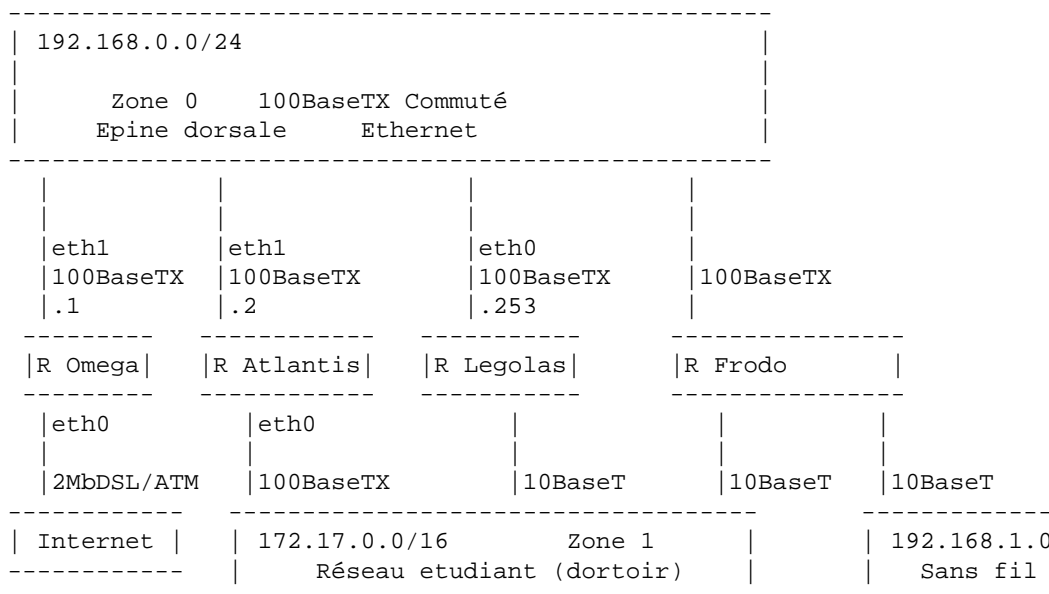 192.168.0.0/24
Zone 0 100BaseTX Commuté
Epine dorsale Ethernet
eth1 eth1 eth0
100BaseTX 100BaseTX 100BaseTX 100BaseTX
.1 .2 .253
R Omega R Atlantis R Legolas R Frodo
eth0 eth0
2MbDSL/ATM 100BaseTX 10BaseT 10BaseT 10BaseT
Internet 172.17.0.0/16 Zone 1 192.168.1.0
Réseau etudiant (dortoir) Sans fil